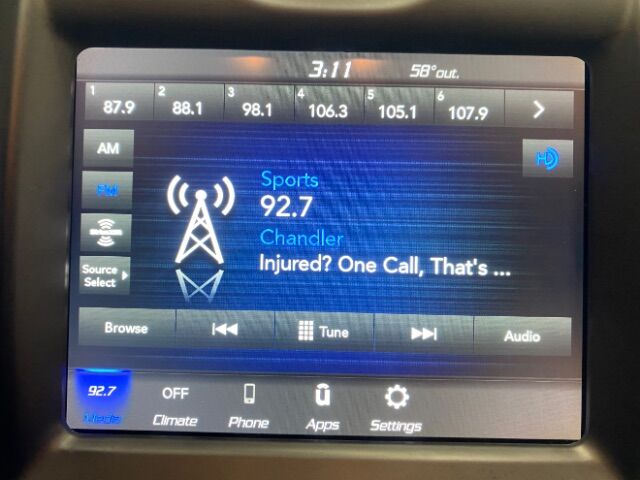 3:11 58°out.
1 87.9 2 88.1 3 98.1 4 106.3 5 105.1 6 107.9
AM
HD
FM
Sports
92.7
Chandler
Injured? One Call, That's ...
Source
Select
Browse Tune Audio
92.7 OFF
Media Climate Phone Apps Settings